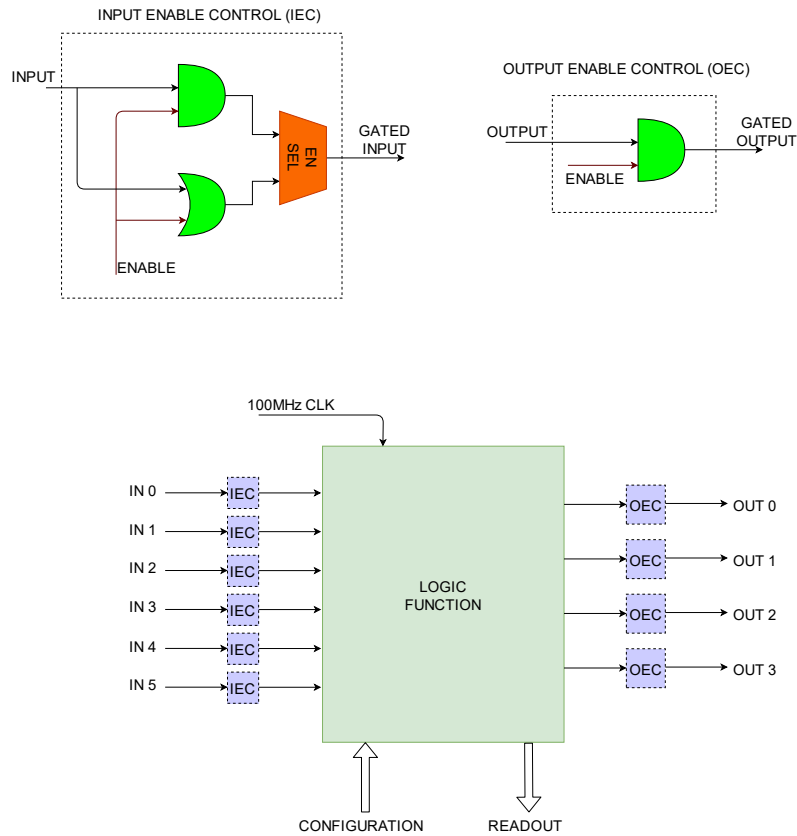 INPUT ENABLE CONTROL (IEC)
INPUT
EN
SEL
GATED
INPUT
ENABLE
OUTPUT ENABLE CONTROL (OEC)
OUTPUT
GATED
OUTPUT
ENABLE
100MHz CLK
IN 0
IEC
IN 1
IEC
IN 2
IEC
IN 3
IEC
IN 4
IEC
IN 5
IEC
LOGIC
FUNCTION
OEC
OUT 0
OEC
OUT 1
OEC
OUT 2
OEC
OUT 3
CONFIGURATION
READOUT